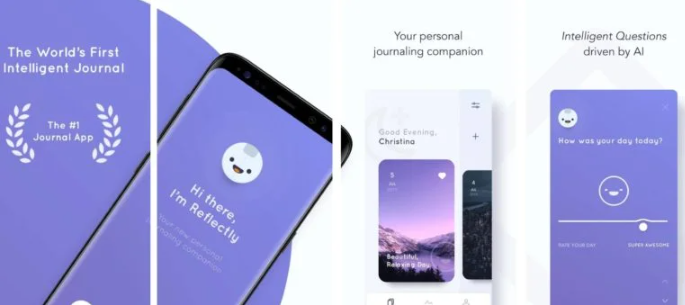 The World's First
Intelligent Journal
The #1
Journal App
Hi there,
I'm Reflectly
Your new personal
journaling companion
Your personal
journaling companion
Good Evening,
Christina
5
Beautiful,
Relaxing Day
4
Intelligent Questions
driven by AI
How was your day today?
RATE YOUR DAY
SUPER AWESOME